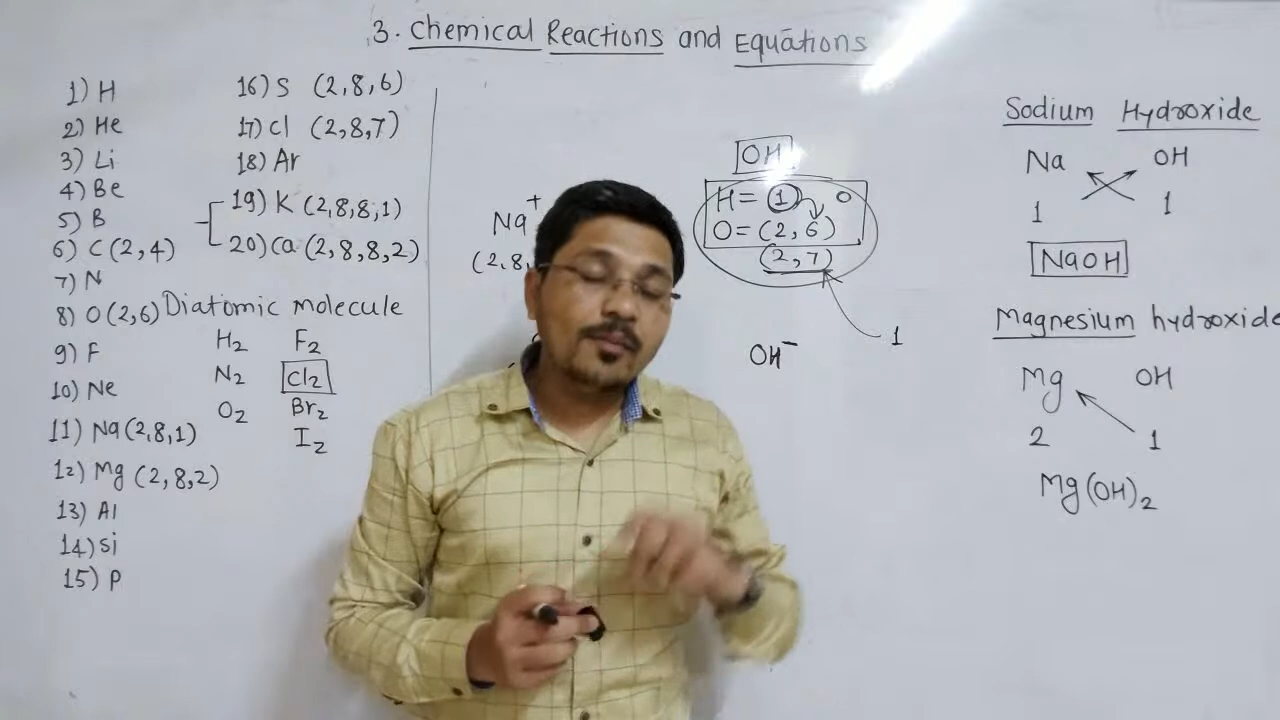 3. Chemical Reactions and Equations
1) H
2) He
3) Li
4) Be
5) B
6) C (2,4)
7) N
8) O (2,6)
9) F
10) Ne
11) Na (2,8,1)
12) Mg (2,8,2)
13) Al
14) Si
15) P
16) S (2,8,6)
17) Cl (2,8,7)
18) Ar
19) K (2,8,8,1)
20) Ca (2,8,8,2)
Diatomic molecule
H₂ F₂
N₂ Cl₂
O₂ Br₂
I₂
Na⁺
(2,8,
OH
H = 1 0
O = (2,6)
(2,7)
1
OH⁻
Sodium Hydroxide
Na OH
1 1
NaOH
Magnesium hydroxide
Mg OH
2 1
Mg(OH)₂